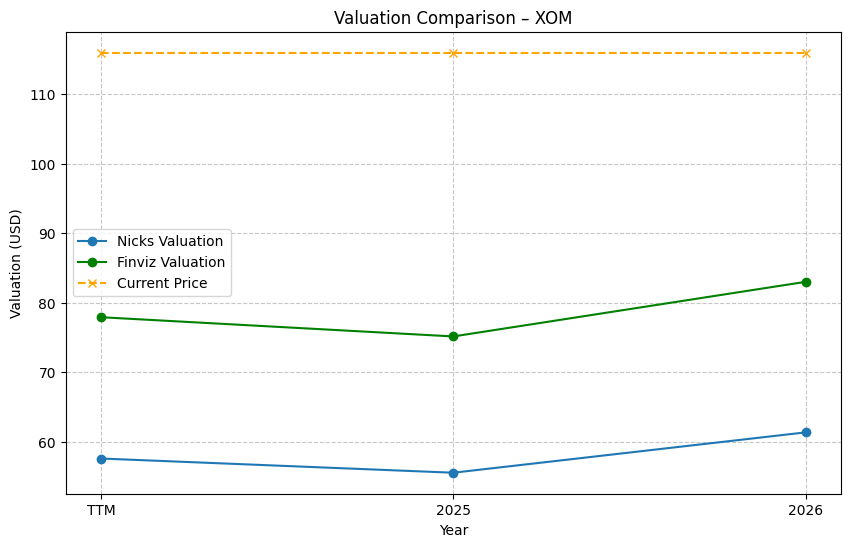 Valuation Comparison – XOM
Valuation (USD)
110
100
90
80
70
60
Nicks Valuation
Finviz Valuation
Current Price
TTM
2025
2026
Year